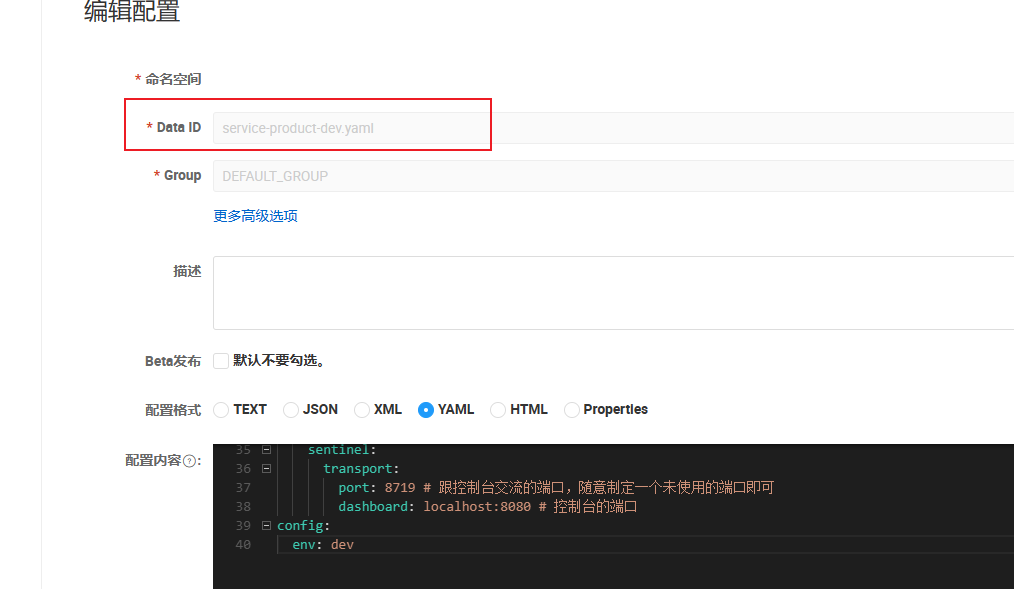 编辑配置
* 命名空间
* Data ID service-product-dev.yaml
* Group DEFAULT_GROUP
更多高级选项
描述
Beta发布 默认不要勾选。
配置格式 TEXT JSON XML YAML HTML Properties
配置内容?:
35 sentinel:
36 transport:
37 port: 8719 # 跟控制台交流的端口，随意制定一个未使用的端口即可
38 dashboard: localhost:8080 # 控制台的端口
39 config:
40 env: dev